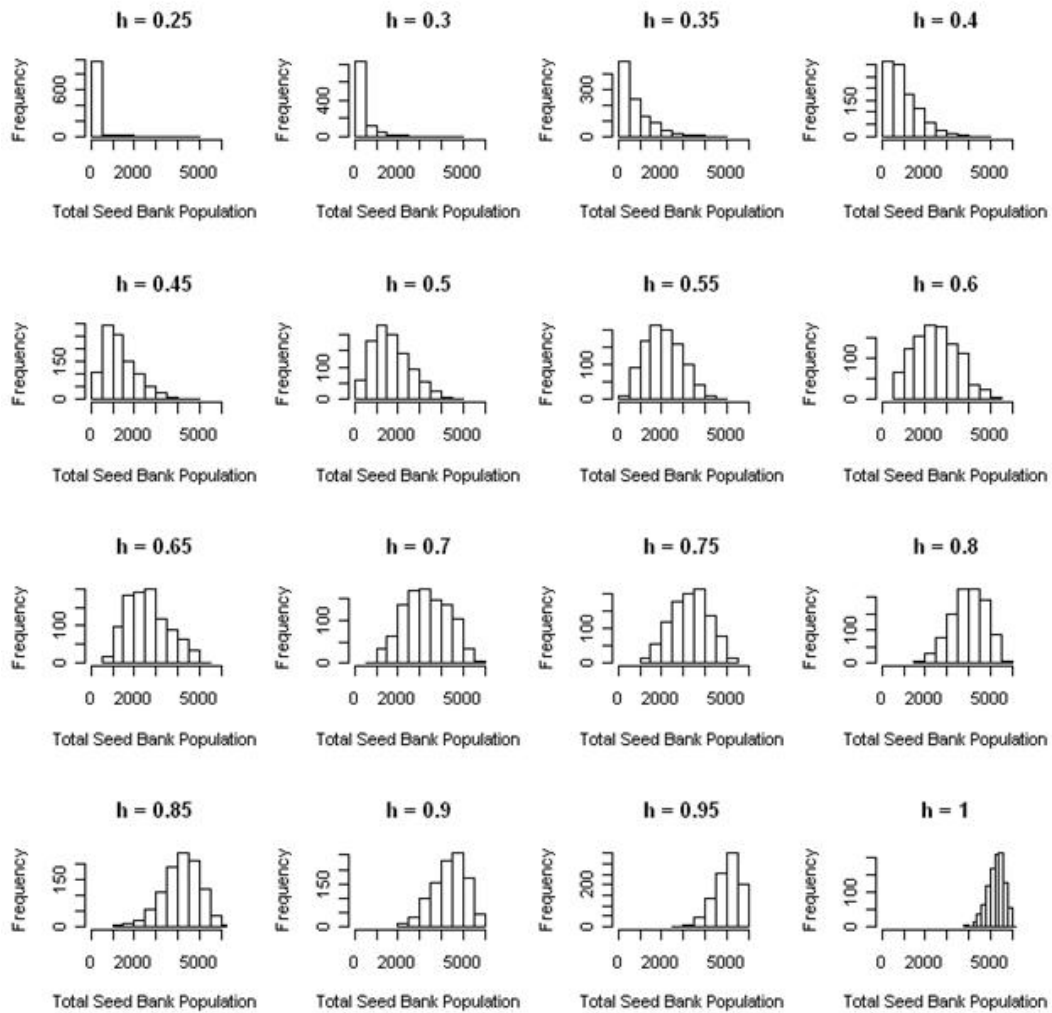 h = 0.25
Frequency
0 600
0 2000 5000
Total Seed Bank Population
h = 0.3
Frequency
0 400
0 2000 5000
Total Seed Bank Population
h = 0.35
Frequency
0 300
0 2000 5000
Total Seed Bank Population
h = 0.4
Frequency
0 150
0 2000 5000
Total Seed Bank Population
h = 0.45
Frequency
0 150
0 2000 5000
Total Seed Bank Population
h = 0.5
Frequency
0 100
0 2000 5000
Total Seed Bank Population
h = 0.55
Frequency
0 100
0 2000 5000
Total Seed Bank Population
h = 0.6
Frequency
0 100
0 2000 5000
Total Seed Bank Population
h = 0.65
Frequency
0 100
0 2000 5000
Total Seed Bank Population
h = 0.7
Frequency
0 100
0 2000 5000
Total Seed Bank Population
h = 0.75
Frequency
0 100
0 2000 5000
Total Seed Bank Population
h = 0.8
Frequency
0 100
0 2000 5000
Total Seed Bank Population
h = 0.85
Frequency
0 150
0 2000 5000
Total Seed Bank Population
h = 0.9
Frequency
0 150
0 2000 5000
Total Seed Bank Population
h = 0.95
Frequency
0 200
0 2000 5000
Total Seed Bank Population
h = 1
Frequency
0 100
0 2000 5000
Total Seed Bank Population